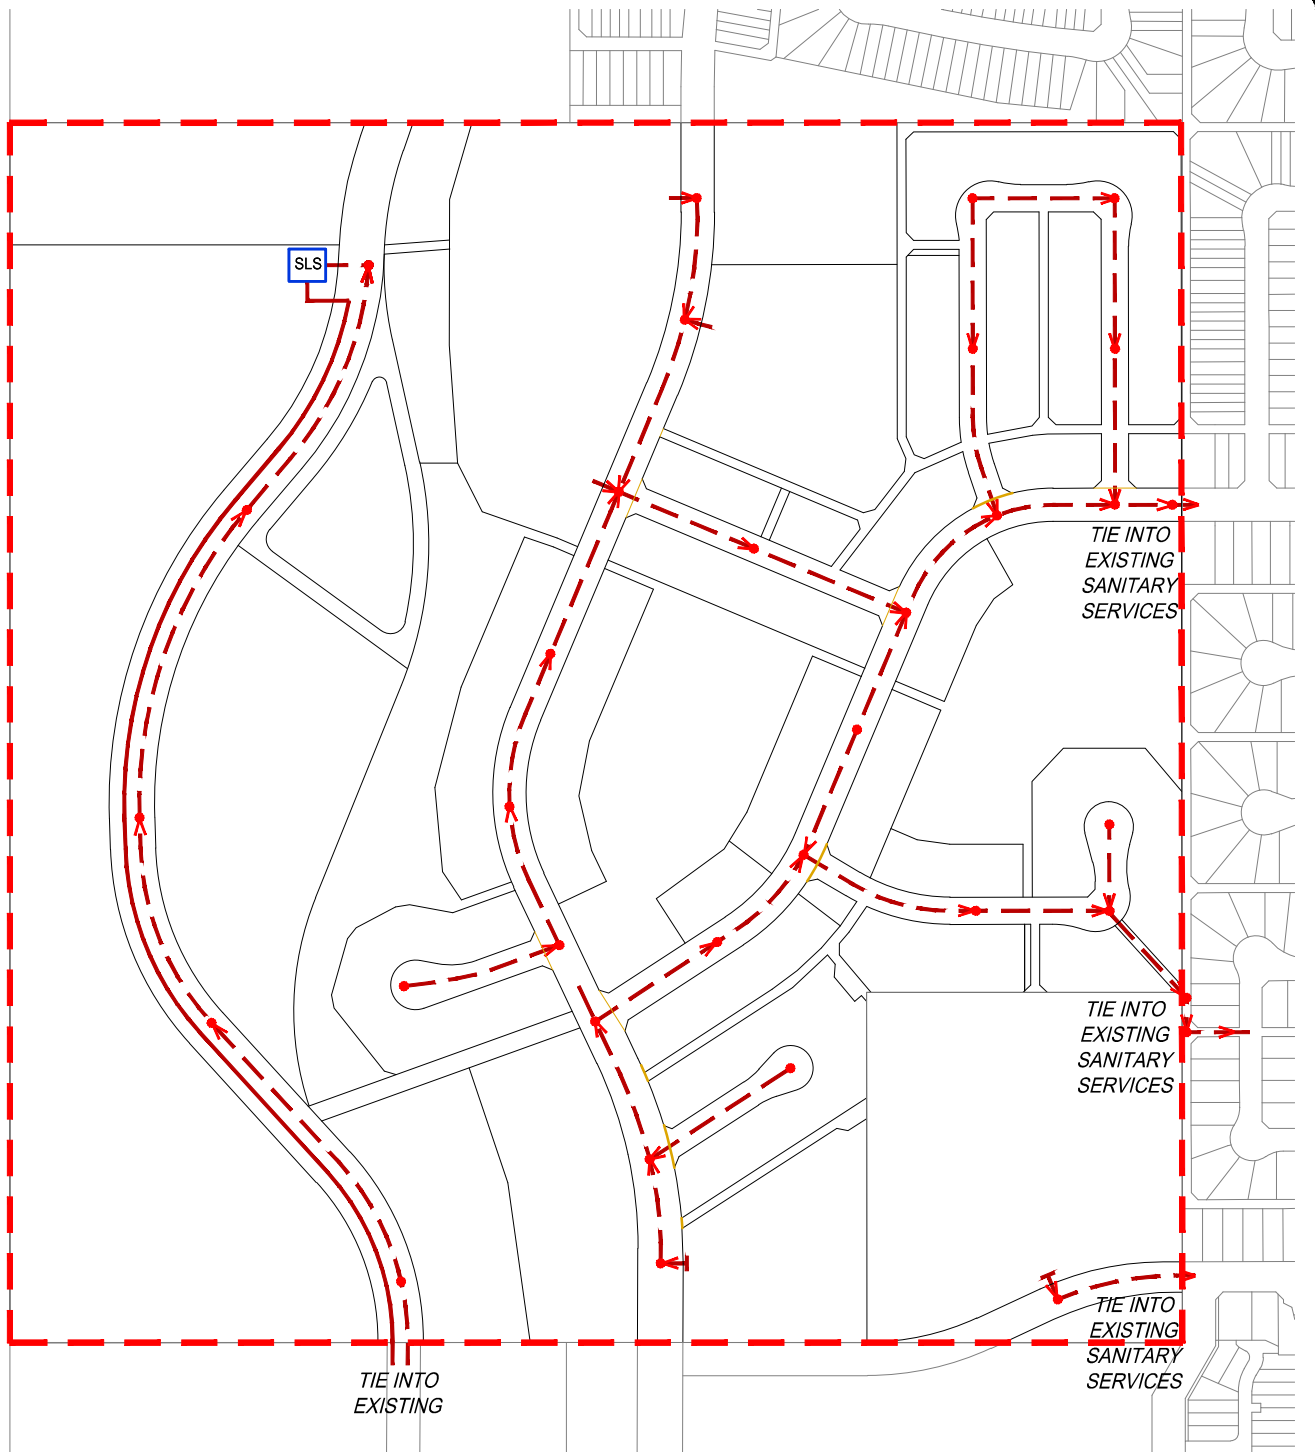 SLS
TIE INTO
EXISTING
SANITARY
SERVICES
TIE INTO
EXISTING
SANITARY
SERVICES
TIE INTO
EXISTING
SANITARY
SERVICES
TIE INTO
EXISTING